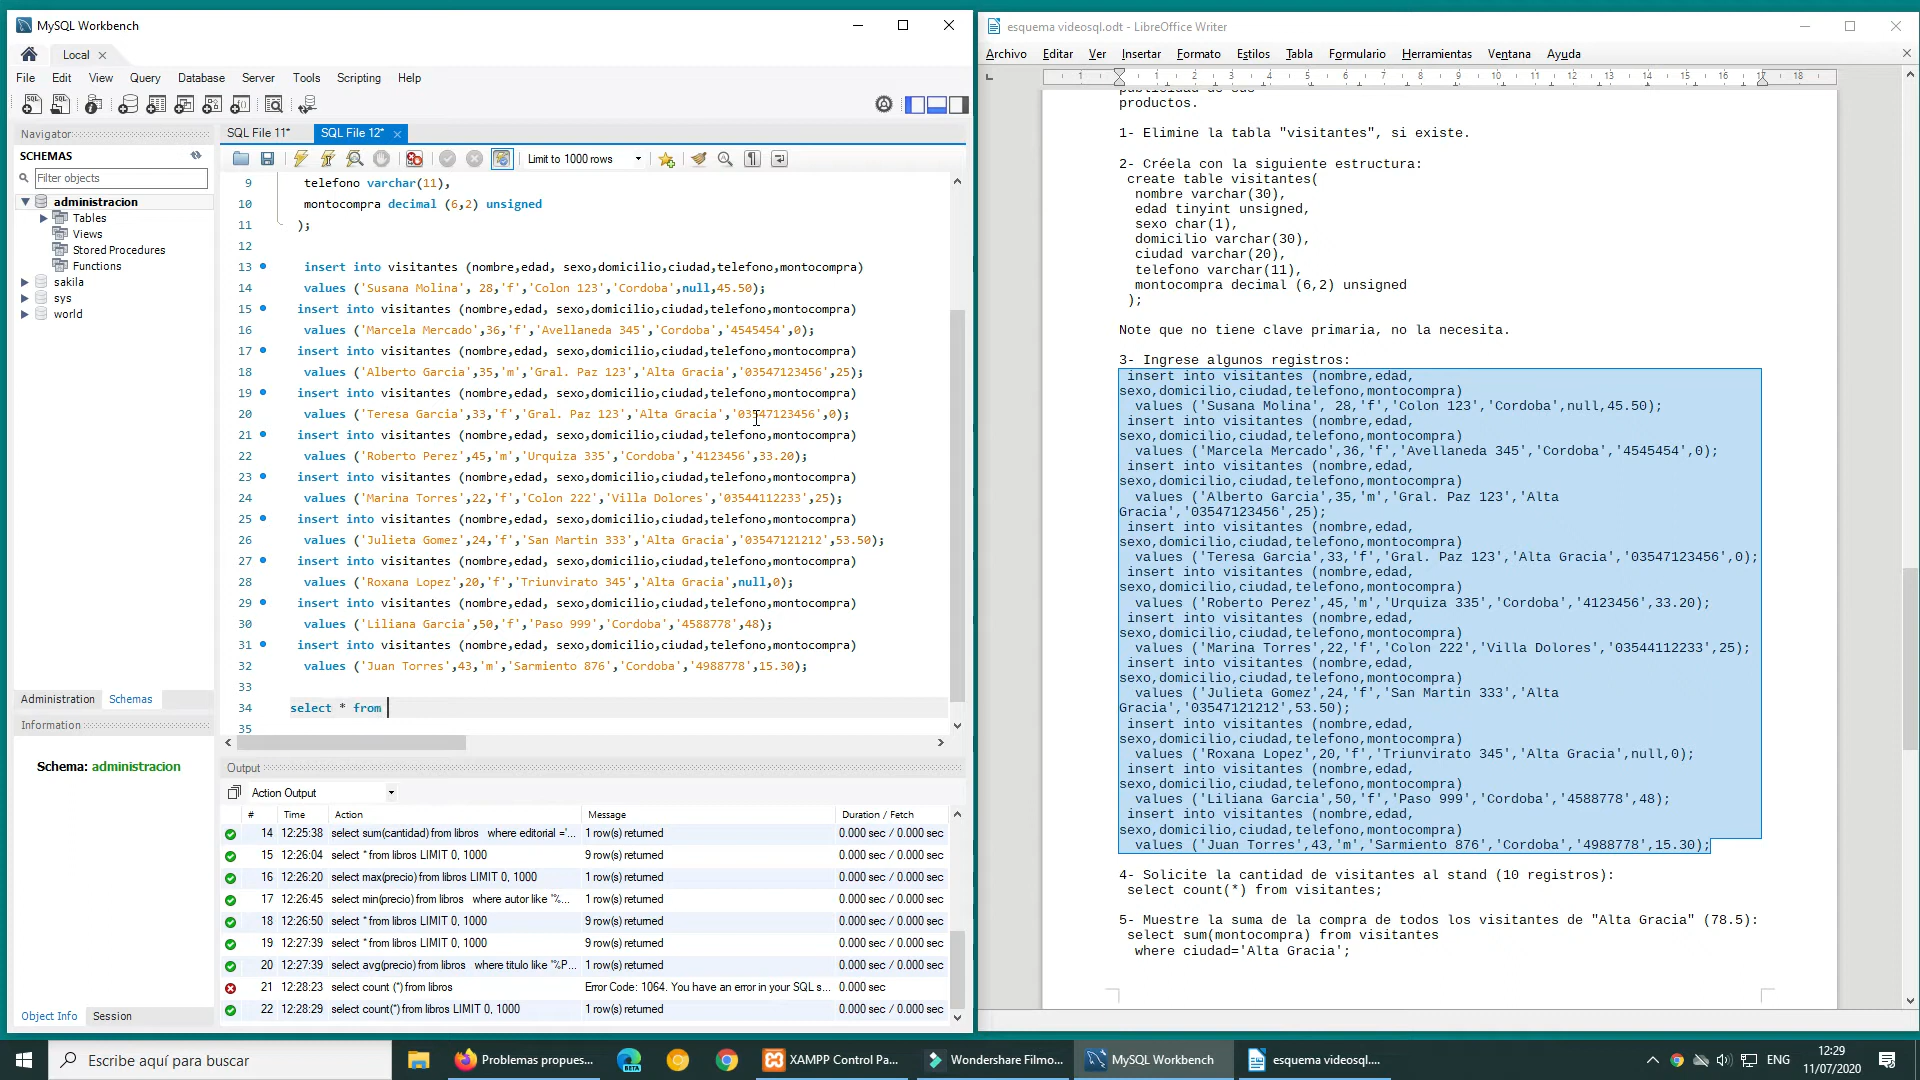 MySQL Workbench
Local
File Edit View Query Database Server Tools Scripting Help
Navigator
SCHEMAS
Filter objects
administracion
Tables
Views
Stored Procedures
Functions
sakila
sys
world
Administration Schemas
Information
Schema: administracion
Object Info Session
SQL File 11* SQL File 12*
Limit to 1000 rows
9 telefono varchar(11),
10 montocompra decimal (6,2) unsigned
11 );
12
13 insert into visitantes (nombre,edad, sexo,domicilio,ciudad,telefono,montocompra)
14 values ('Susana Molina', 28,'f','Colon 123','Cordoba',null,45.50);
15 insert into visitantes (nombre,edad, sexo,domicilio,ciudad,telefono,montocompra)
16 values ('Marcela Mercado',36,'f','Avellaneda 345','Cordoba','4545454',0);
17 insert into visitantes (nombre,edad, sexo,domicilio,ciudad,telefono,montocompra)
18 values ('Alberto Garcia',35,'m','Gral. Paz 123','Alta Gracia','03547123456',25);
19 insert into visitantes (nombre,edad, sexo,domicilio,ciudad,telefono,montocompra)
20 values ('Teresa Garcia',33,'f','Gral. Paz 123','Alta Gracia','03547123456',0);
21 insert into visitantes (nombre,edad, sexo,domicilio,ciudad,telefono,montocompra)
22 values ('Roberto Perez',45,'m','Urquiza 335','Cordoba','4123456',33.20);
23 insert into visitantes (nombre,edad, sexo,domicilio,ciudad,telefono,montocompra)
24 values ('Marina Torres',22,'f','Colon 222','Villa Dolores','03544112233',25);
25 insert into visitantes (nombre,edad, sexo,domicilio,ciudad,telefono,montocompra)
26 values ('Julieta Gomez',24,'f','San Martin 333','Alta Gracia','03547121212',53.50);
27 insert into visitantes (nombre,edad, sexo,domicilio,ciudad,telefono,montocompra)
28 values ('Roxana Lopez',20,'f','Triunvirato 345','Alta Gracia',null,0);
29 insert into visitantes (nombre,edad, sexo,domicilio,ciudad,telefono,montocompra)
30 values ('Liliana Garcia',50,'f','Paso 999','Cordoba','4588778',48);
31 insert into visitantes (nombre,edad, sexo,domicilio,ciudad,telefono,montocompra)
32 values ('Juan Torres',43,'m','Sarmiento 876','Cordoba','4988778',15.30);
33
34 select * from
35
Output
Action Output
# Time Action Message Duration / Fetch
14 12:25:38 select sum(cantidad) from libros where editorial ='... 1 row(s) returned 0.000 sec / 0.000 sec
15 12:26:04 select * from libros LIMIT 0, 1000 9 row(s) returned 0.000 sec / 0.000 sec
16 12:26:20 select max(precio) from libros LIMIT 0, 1000 1 row(s) returned 0.000 sec / 0.000 sec
17 12:26:45 select min(precio) from libros where autor like '%... 1 row(s) returned 0.000 sec / 0.000 sec
18 12:26:50 select * from libros LIMIT 0, 1000 9 row(s) returned 0.000 sec / 0.000 sec
19 12:27:39 select * from libros LIMIT 0, 1000 9 row(s) returned 0.000 sec / 0.000 sec
20 12:27:39 select avg(precio) from libros where titulo like '%P... 1 row(s) returned 0.000 sec / 0.000 sec
21 12:28:23 select count (*) from libros Error Code: 1064. You have an error in your SQL s... 0.000 sec
22 12:28:29 select count(*) from libros LIMIT 0, 1000 1 row(s) returned 0.000 sec / 0.000 sec
esquema videosql.odt - LibreOffice Writer
Archivo Editar Ver Insertar Formato Estilos Tabla Formulario Herramientas Ventana Ayuda
1 1 2 3 4 5 6 7 8 9 10 11 12 13 14 15 16 17 18
publicidad de sus
productos.
1- Elimine la tabla "visitantes", si existe.
2- Créela con la siguiente estructura:
create table visitantes(
nombre varchar(30),
edad tinyint unsigned,
sexo char(1),
domicilio varchar(30),
ciudad varchar(20),
telefono varchar(11),
montocompra decimal (6,2) unsigned
);
Note que no tiene clave primaria, no la necesita.
3- Ingrese algunos registros:
insert into visitantes (nombre,edad,
sexo,domicilio,ciudad,telefono,montocompra)
values ('Susana Molina', 28,'f','Colon 123','Cordoba',null,45.50);
insert into visitantes (nombre,edad,
sexo,domicilio,ciudad,telefono,montocompra)
values ('Marcela Mercado',36,'f','Avellaneda 345','Cordoba','4545454',0);
insert into visitantes (nombre,edad,
sexo,domicilio,ciudad,telefono,montocompra)
values ('Alberto Garcia',35,'m','Gral. Paz 123','Alta
Gracia','03547123456',25);
insert into visitantes (nombre,edad,
sexo,domicilio,ciudad,telefono,montocompra)
values ('Teresa Garcia',33,'f','Gral. Paz 123','Alta Gracia','03547123456',0);
insert into visitantes (nombre,edad,
sexo,domicilio,ciudad,telefono,montocompra)
values ('Roberto Perez',45,'m','Urquiza 335','Cordoba','4123456',33.20);
insert into visitantes (nombre,edad,
sexo,domicilio,ciudad,telefono,montocompra)
values ('Marina Torres',22,'f','Colon 222','Villa Dolores','03544112233',25);
insert into visitantes (nombre,edad,
sexo,domicilio,ciudad,telefono,montocompra)
values ('Julieta Gomez',24,'f','San Martin 333','Alta
Gracia','03547121212',53.50);
insert into visitantes (nombre,edad,
sexo,domicilio,ciudad,telefono,montocompra)
values ('Roxana Lopez',20,'f','Triunvirato 345','Alta Gracia',null,0);
insert into visitantes (nombre,edad,
sexo,domicilio,ciudad,telefono,montocompra)
values ('Liliana Garcia',50,'f','Paso 999','Cordoba','4588778',48);
insert into visitantes (nombre,edad,
sexo,domicilio,ciudad,telefono,montocompra)
values ('Juan Torres',43,'m','Sarmiento 876','Cordoba','4988778',15.30);
4- Solicite la cantidad de visitantes al stand (10 registros):
select count(*) from visitantes;
5- Muestre la suma de la compra de todos los visitantes de "Alta Gracia" (78.5):
select sum(montocompra) from visitantes
where ciudad='Alta Gracia';
Escribe aquí para buscar
Problemas propues...
BETA
XAMPP Control Pa...
Wondershare Filmo...
MySQL Workbench
esquema videosql....
ENG
12:29
11/07/2020